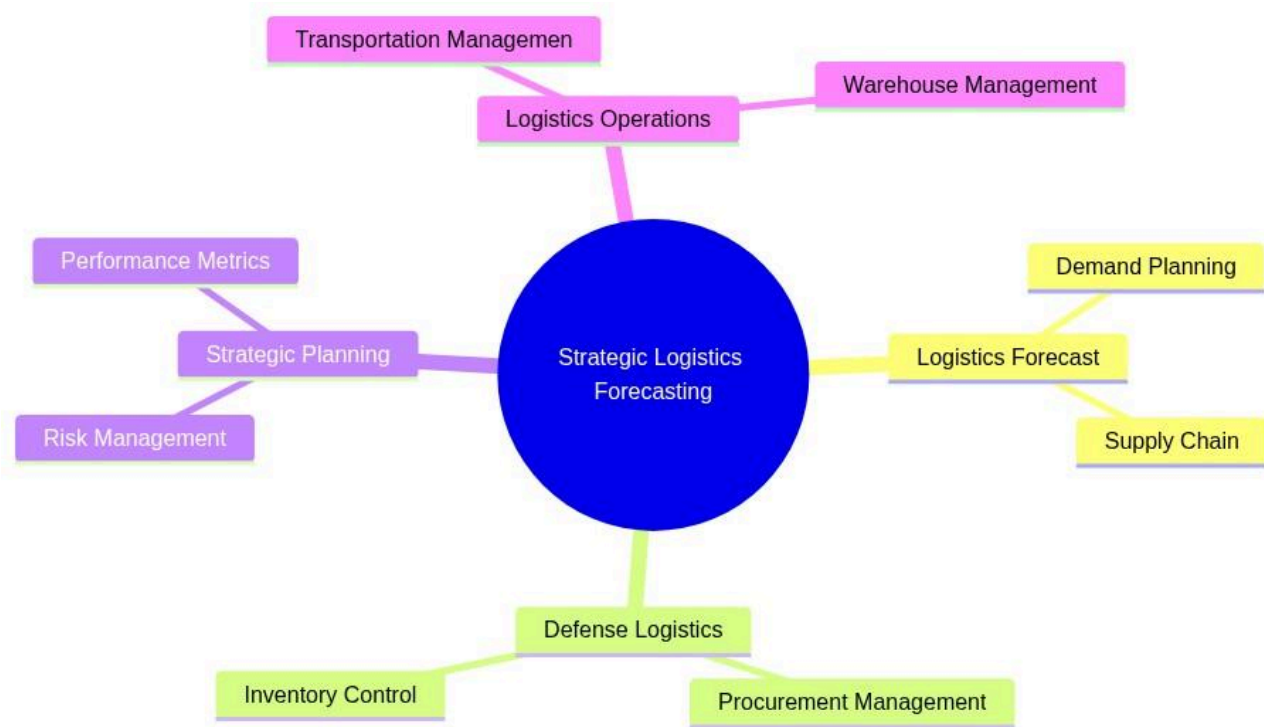 Transportation Managemen
Warehouse Management
Logistics Operations
Performance Metrics
Demand Planning
Strategic Planning
Strategic Logistics
Forecasting
Logistics Forecast
Risk Management
Supply Chain
Defense Logistics
Inventory Control
Procurement Management